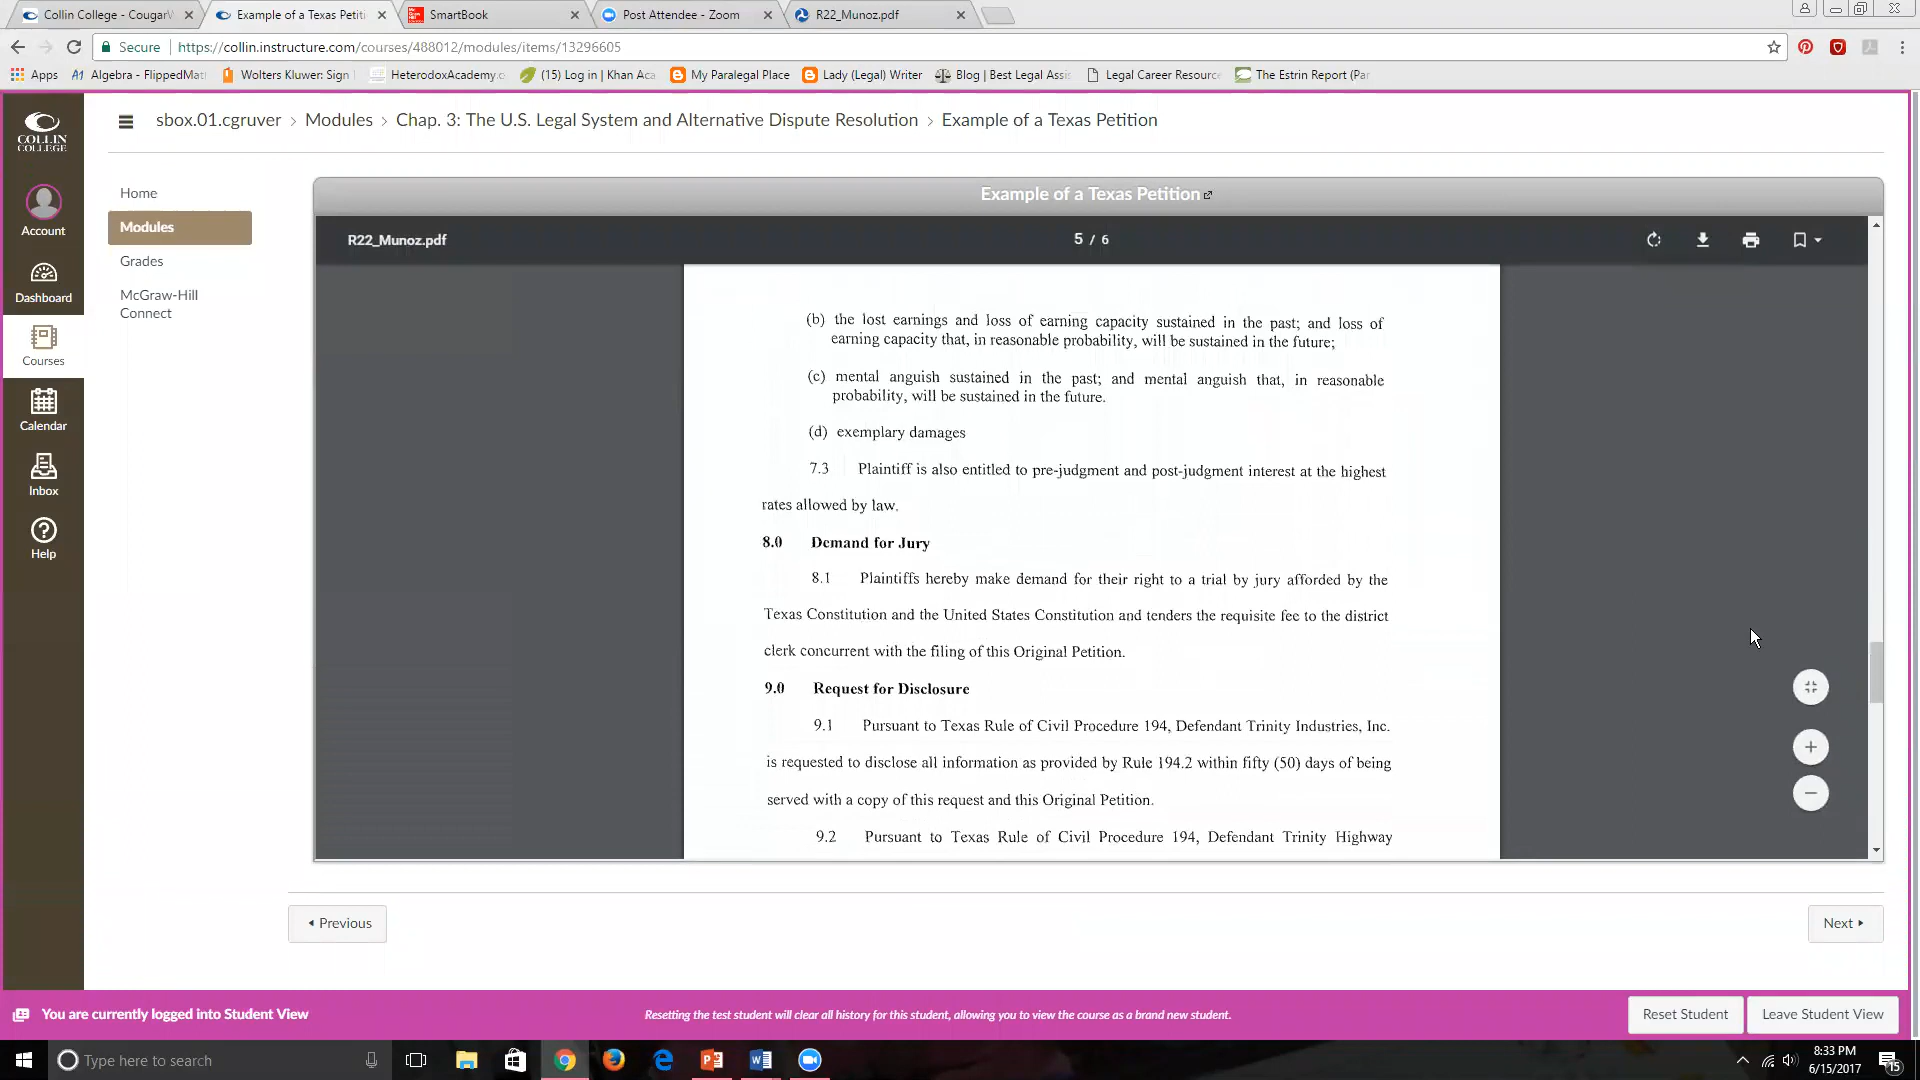 Collin College - CougarW
Example of a Texas Petiti
SmartBook
Post Attendee - Zoom
R22_Munoz.pdf
Secure
https://collin.instructure.com/courses/488012/modules/items/13296605
Apps
Algebra - FlippedMat
Wolters Kluwer: Sign
HeterodoxAcademy.o
(15) Log in | Khan Aca
My Paralegal Place
Lady (Legal) Writer
Blog | Best Legal Assis
Legal Career Resource
The Estrin Report (Par
COLLIN
COLLEGE
sbox.01.cgruver > Modules > Chap. 3: The U.S. Legal System and Alternative Dispute Resolution > Example of a Texas Petition
Account
Dashboard
Courses
Calendar
Inbox
Help
Home
Modules
Grades
McGraw-Hill
Connect
Example of a Texas Petition
R22_Munoz.pdf
5 / 6
(b) the lost earnings and loss of earning capacity sustained in the past; and loss of
earning capacity that, in reasonable probability, will be sustained in the future;
(c) mental anguish sustained in the past; and mental anguish that, in reasonable
probability, will be sustained in the future.
(d) exemplary damages
7.3 Plaintiff is also entitled to pre-judgment and post-judgment interest at the highest
rates allowed by law.
8.0 Demand for Jury
8.1 Plaintiffs hereby make demand for their right to a trial by jury afforded by the
Texas Constitution and the United States Constitution and tenders the requisite fee to the district
clerk concurrent with the filing of this Original Petition.
9.0 Request for Disclosure
9.1 Pursuant to Texas Rule of Civil Procedure 194, Defendant Trinity Industries, Inc.
is requested to disclose all information as provided by Rule 194.2 within fifty (50) days of being
served with a copy of this request and this Original Petition.
9.2 Pursuant to Texas Rule of Civil Procedure 194, Defendant Trinity Highway
Previous
Next
You are currently logged into Student View
Resetting the test student will clear all history for this student, allowing you to view the course as a brand new student.
Reset Student
Leave Student View
Type here to search
8:33 PM
6/15/2017
15